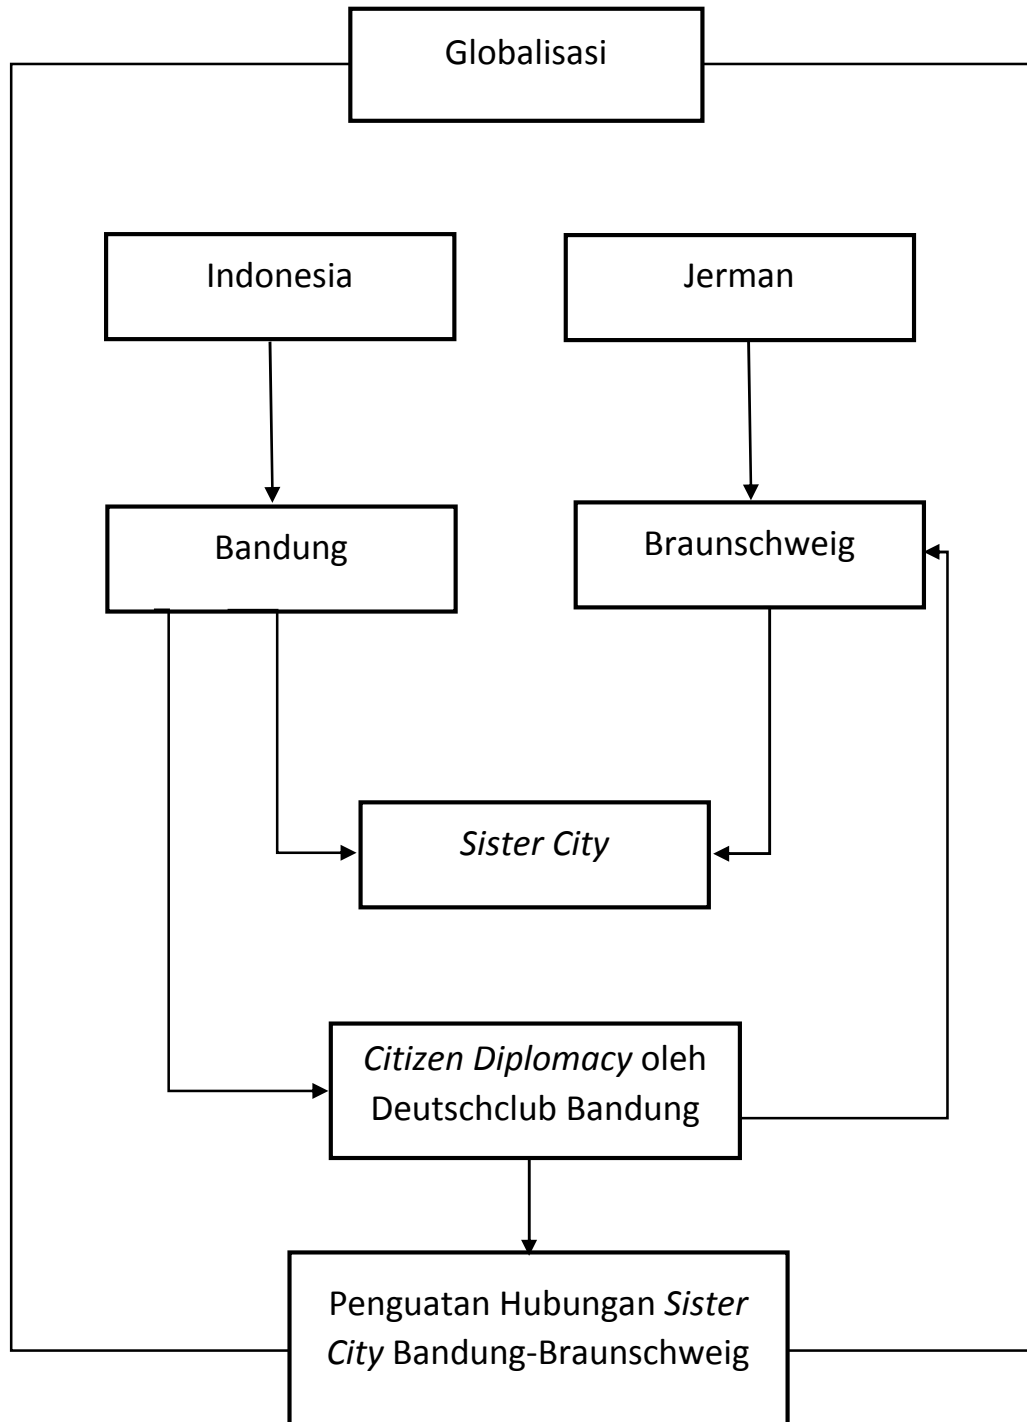 Globalisasi
Indonesia
Jerman
Bandung
Braunschweig
Sister City
Citizen Diplomacy oleh
Deutschclub Bandung
Penguatan Hubungan Sister
City Bandung-Braunschweig